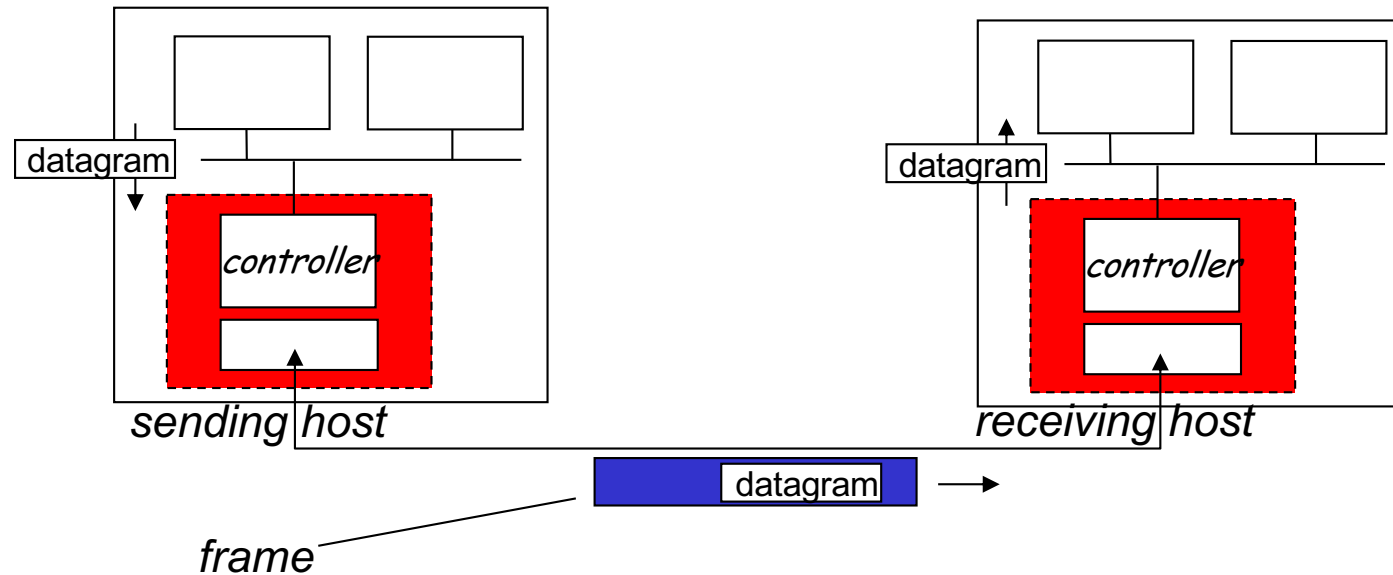 datagram
datagram
controller
controller
sending host
receiving host
datagram
frame